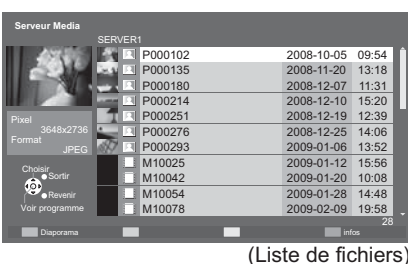 Serveur Media
SERVER1
P000102 2008-10-05 09:54
P000135 2008-11-20 13:18
P000180 2008-12-07 11:31
P000214 2008-12-10 15:20
P000251 2008-12-19 12:39
P000276 2008-12-25 14:06
P000293 2009-01-06 13:52
M10025 2009-01-12 15:56
M10042 2009-01-20 10:08
M10054 2009-01-28 14:48
M10078 2009-02-09 19:58
28
Pixel
3648x2736
Format
JPEG
Choisir
Sortir
Revenir
Voir programme
Diaporama
infos
(Liste de fichiers)